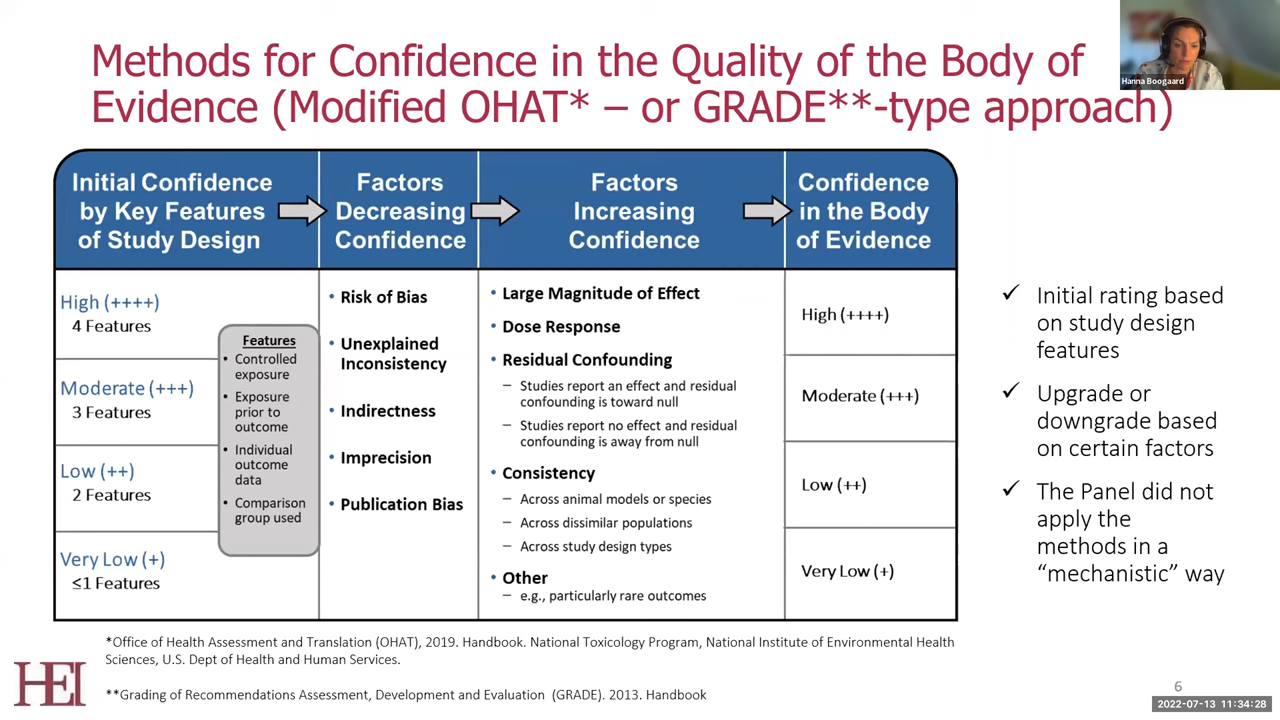 Methods for Confidence in the Quality of the Body of
Evidence (Modified OHAT* – or GRADE**-type approach)
Hanna Boogaard
Initial Confidence
by Key Features
of Study Design
Factors
Decreasing
Confidence
Factors
Increasing
Confidence
Confidence
in the Body
of Evidence
High (++++)
4 Features
Moderate (+++)
3 Features
Low (++)
2 Features
Very Low (+)
≤1 Features
Features
• Controlled
exposure
• Exposure
prior to
outcome
• Individual
outcome
data
• Comparison
group used
• Risk of Bias
• Unexplained
Inconsistency
• Indirectness
• Imprecision
• Publication Bias
• Large Magnitude of Effect
• Dose Response
• Residual Confounding
– Studies report an effect and residual
confounding is toward null
– Studies report no effect and residual
confounding is away from null
• Consistency
– Across animal models or species
– Across dissimilar populations
– Across study design types
• Other
– e.g., particularly rare outcomes
High (++++)
Moderate (+++)
Low (++)
Very Low (+)
✓ Initial rating based
on study design
features
✓ Upgrade or
downgrade based
on certain factors
✓ The Panel did not
apply the
methods in a
“mechanistic” way
*Office of Health Assessment and Translation (OHAT), 2019. Handbook. National Toxicology Program, National Institute of Environmental Health
Sciences, U.S. Dept of Health and Human Services.
**Grading of Recommendations Assessment, Development and Evaluation (GRADE). 2013. Handbook
HEI
6
2022-07-13 11:34:28